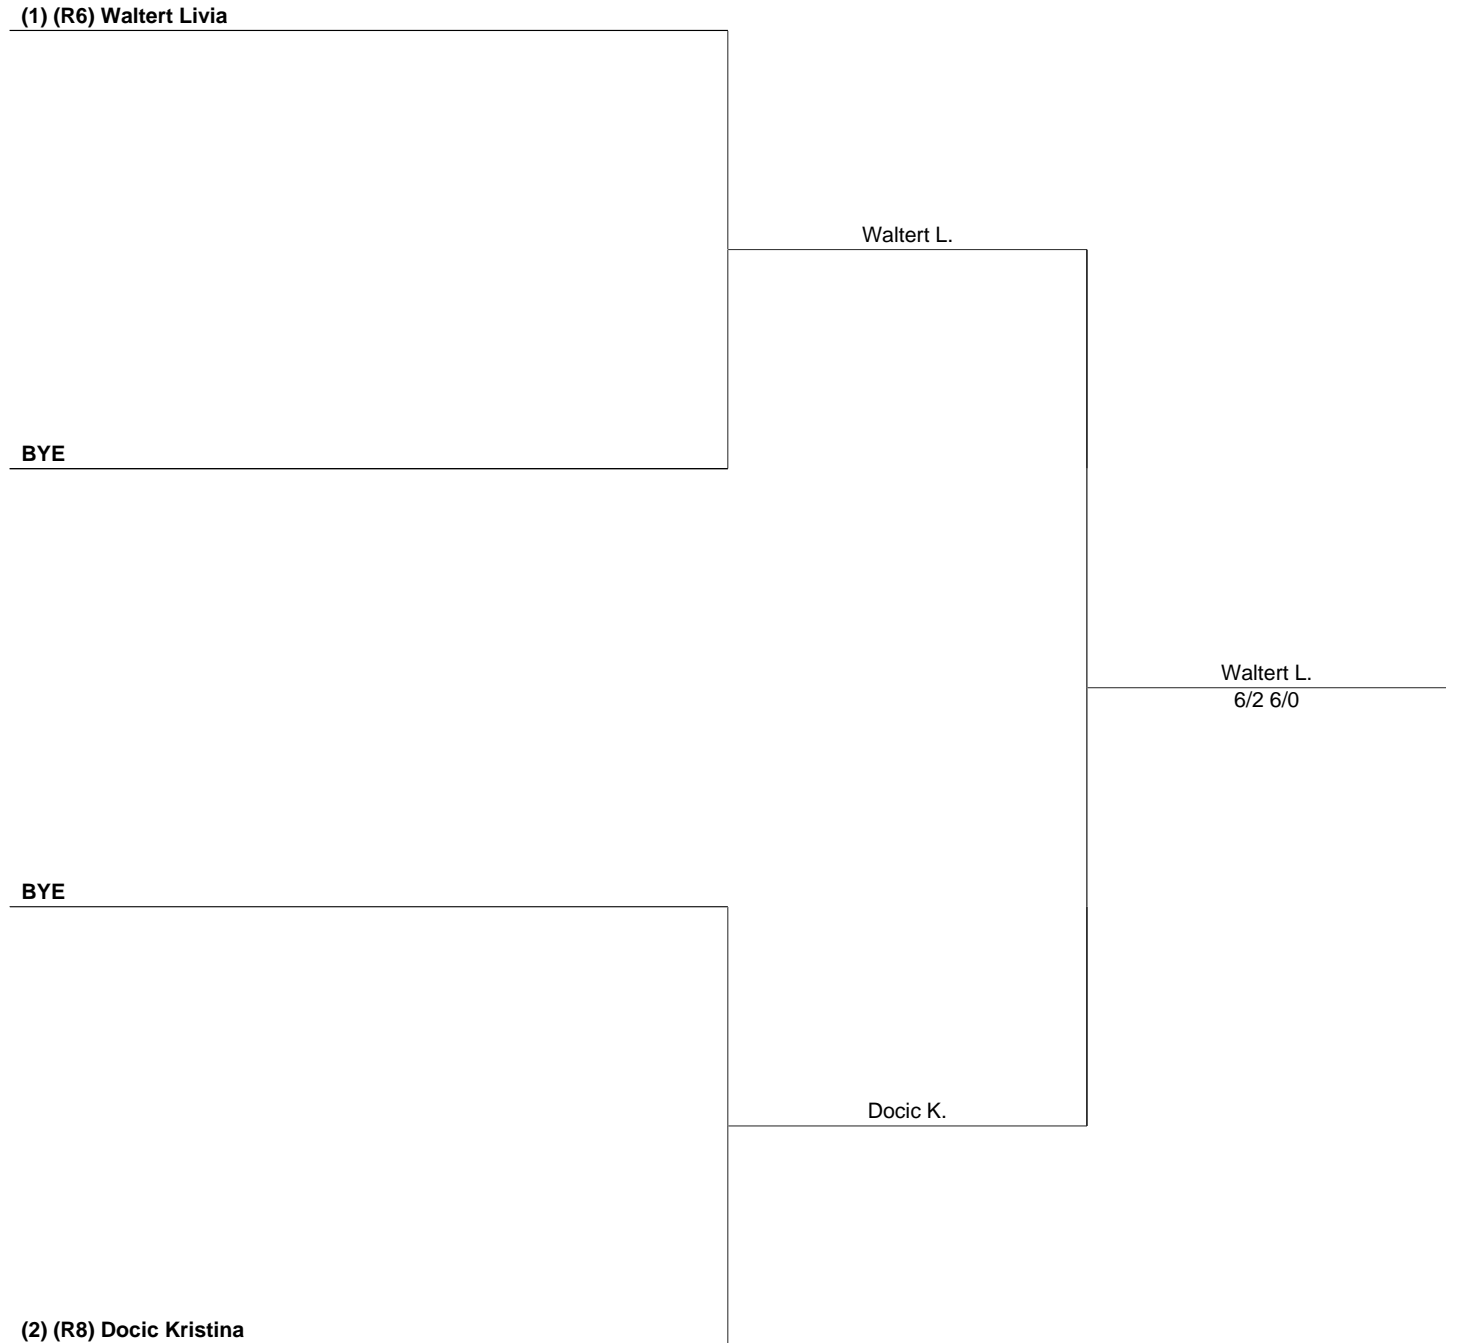 (1) (R6) Waltert Livia
Waltert L.
BYE
Waltert L.
6/2 6/0
BYE
Docic K.
(2) (R8) Docic Kristina